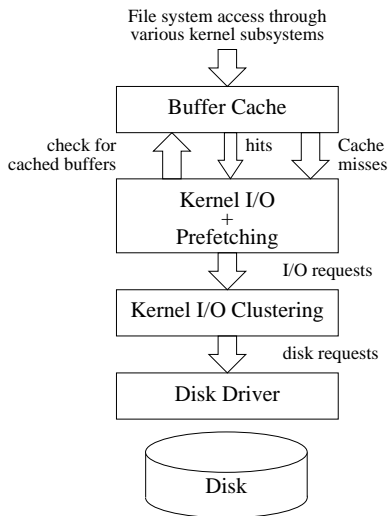 File system access through
various kernel subsystems
Buffer Cache
check for
cached buffers
hits
Cache
misses
Kernel I/O
+
Prefetching
I/O requests
Kernel I/O Clustering
disk requests
Disk Driver
Disk